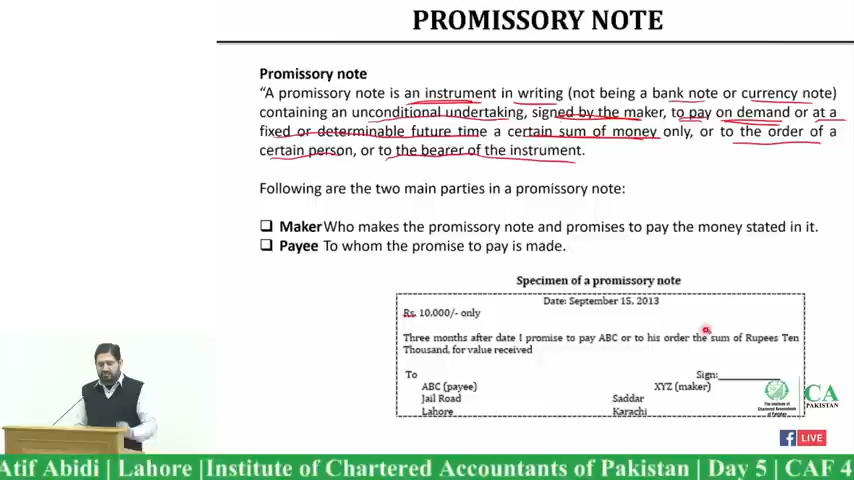 PROMISSORY NOTE
Promissory note
“A promissory note is an instrument in writing (not being a bank note or currency note)
containing an unconditional undertaking, signed by the maker, to pay on demand or at a
fixed or determinable future time a certain sum of money only, or to the order of a
certain person, or to the bearer of the instrument.
Following are the two main parties in a promissory note:
Maker Who makes the promissory note and promises to pay the money stated in it.
Payee To whom the promise to pay is made.
Specimen of a promissory note
Date: September 15, 2013
Rs. 10,000/- only
Three months after date I promise to pay ABC or to his order the sum of Rupees Ten
Thousand, for value received
To Sign:
ABC (payee) XYZ (maker)
Jail Road Saddar
Lahore Karachi
The Institute of
Chartered Accountants
of Pakistan
CA
PAKISTAN
f LIVE
Atif Abidi | Lahore |Institute of Chartered Accountants of Pakistan | Day 5 | CAF 4